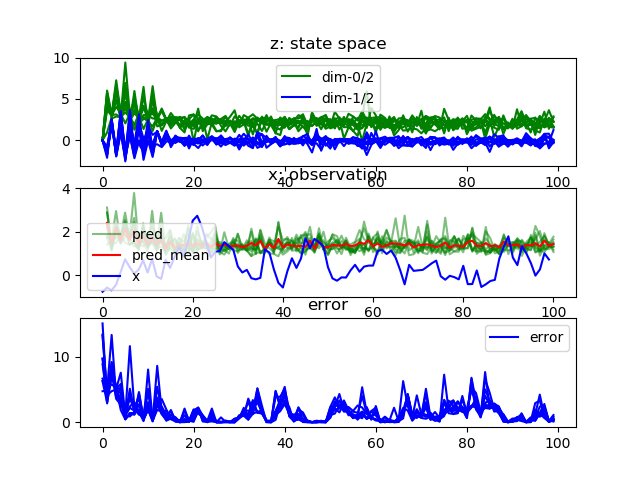 z: state space
10
5
0
dim-0/2
dim-1/2
0 20 40 60 80 100
x: observation
4
2
0
pred
pred_mean
x
0 20 40 60 80 100
error
10
0
error
0 20 40 60 80 100